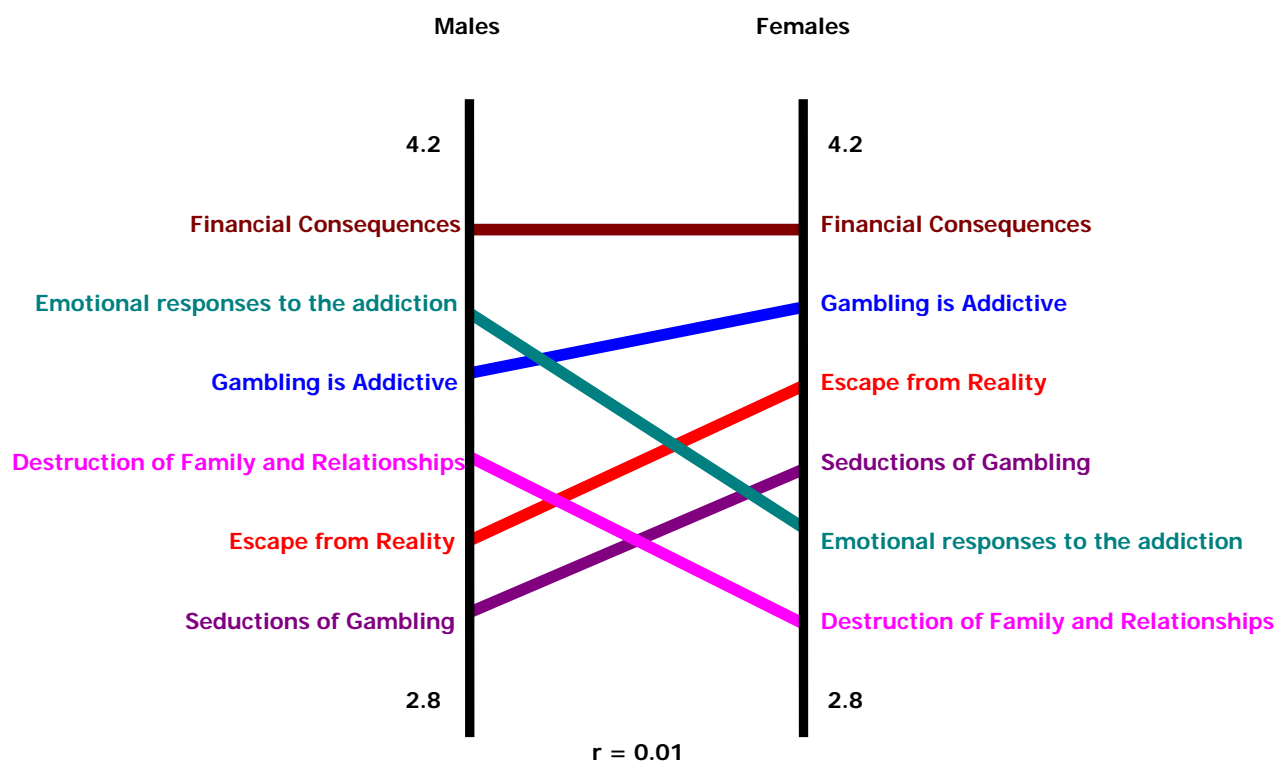 Males Females
4.2 4.2
Financial Consequences Financial Consequences
Emotional responses to the addiction Gambling is Addictive
Gambling is Addictive Escape from Reality
Destruction of Family and Relationships Seductions of Gambling
Escape from Reality Emotional responses to the addiction
Seductions of Gambling Destruction of Family and Relationships
2.8 2.8
r = 0.01